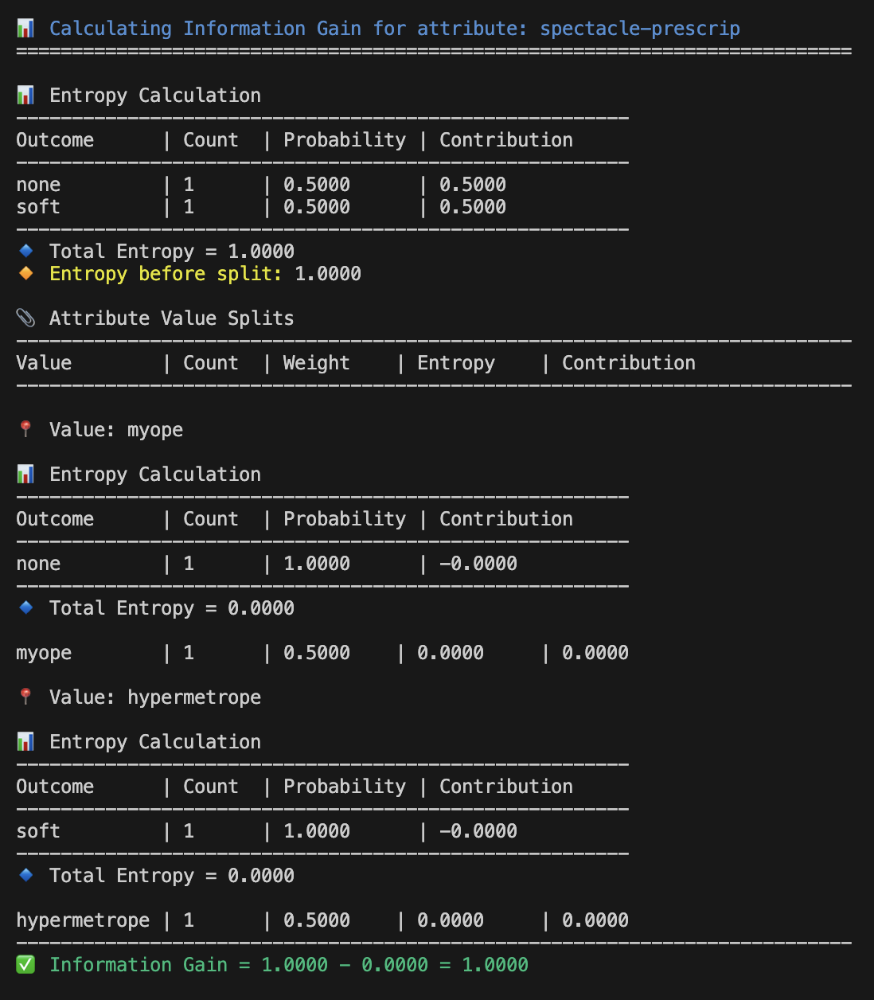 📊 Calculating Information Gain for attribute: spectacle-prescrip
===========================================================================
📊 Entropy Calculation
-------------------------------------------------------
Outcome      | Count  | Probability | Contribution
-------------------------------------------------------
none         | 1      | 0.5000      | 0.5000
soft         | 1      | 0.5000      | 0.5000
-------------------------------------------------------
🔹 Total Entropy = 1.0000
🔸 Entropy before split: 1.0000
📎 Attribute Value Splits
---------------------------------------------------------------------------
Value        | Count  | Weight    | Entropy    | Contribution
---------------------------------------------------------------------------
📍 Value: myope
📊 Entropy Calculation
-------------------------------------------------------
Outcome      | Count  | Probability | Contribution
-------------------------------------------------------
none         | 1      | 1.0000      | -0.0000
-------------------------------------------------------
🔹 Total Entropy = 0.0000
myope        | 1      | 0.5000    | 0.0000     | 0.0000
📍 Value: hypermetrope
📊 Entropy Calculation
-------------------------------------------------------
Outcome      | Count  | Probability | Contribution
-------------------------------------------------------
soft         | 1      | 1.0000      | -0.0000
-------------------------------------------------------
🔹 Total Entropy = 0.0000
hypermetrope | 1      | 0.5000    | 0.0000     | 0.0000
---------------------------------------------------------------------------
✅ Information Gain = 1.0000 - 0.0000 = 1.0000